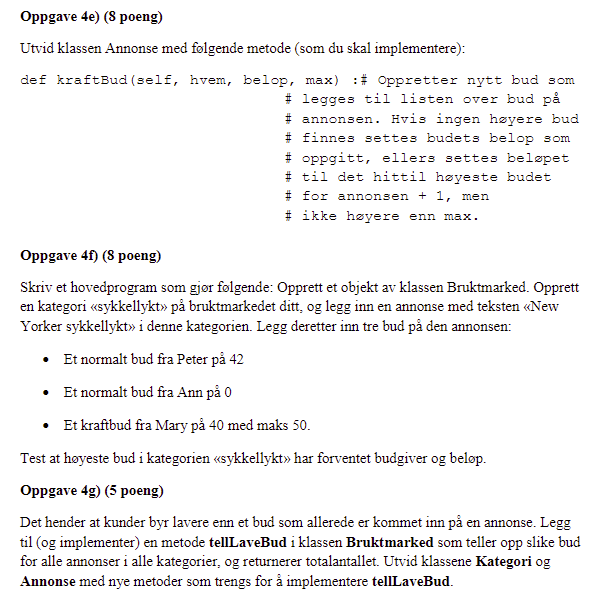 Oppgave 4e) (8 poeng)
Utvid klassen Annonse med følgende metode (som du skal implementere):
def kraftBud(self, hvem, belop, max) :# Oppretter nytt bud som
# legges til listen over bud på
# annonsen. Hvis ingen høyere bud
# finnes settes budets belop som
# oppgitt, ellers settes beløpet
# til det hittil høyeste budet
# for annonsen + 1, men
# ikke høyere enn max.
Oppgave 4f) (8 poeng)
Skriv et hovedprogram som gjør følgende: Opprett et objekt av klassen Bruktmarked. Opprett
en kategori «sykkellykt» på bruktmarkedet ditt, og legg inn en annonse med teksten «New
Yorker sykkellykt» i denne kategorien. Legg deretter inn tre bud på den annonsen:
• Et normalt bud fra Peter på 42
• Et normalt bud fra Ann på 0
• Et kraftbud fra Mary på 40 med maks 50.
Test at høyeste bud i kategorien «sykkellykt» har forventet budgiver og beløp.
Oppgave 4g) (5 poeng)
Det hender at kunder byr lavere enn et bud som allerede er kommet inn på en annonse. Legg
til (og implementer) en metode tellLaveBud i klassen Bruktmarked som teller opp slike bud
for alle annonser i alle kategorier, og returnerer totalantallet. Utvid klassene Kategori og
Annonse med nye metoder som trengs for å implementere tellLaveBud.